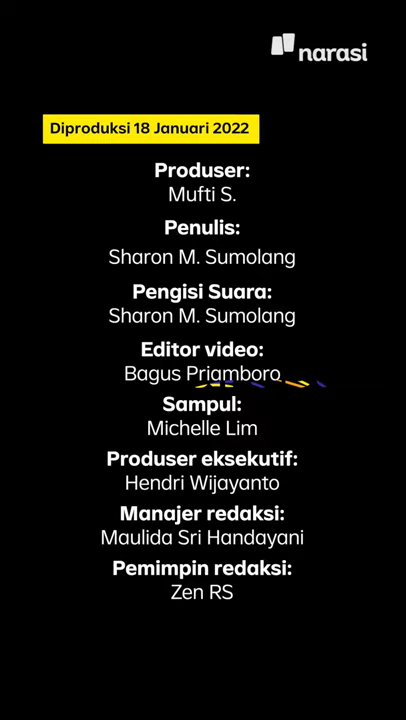 narasi
Diproduksi 18 Januari 2022
Produser:
Mufti S.
Penulis:
Sharon M. Sumolang
Pengisi Suara:
Sharon M. Sumolang
Editor video:
Bagus Priamboro
Sampul:
Michelle Lim
Produser eksekutif:
Hendri Wijayanto
Manajer redaksi:
Maulida Sri Handayani
Pemimpin redaksi:
Zen RS